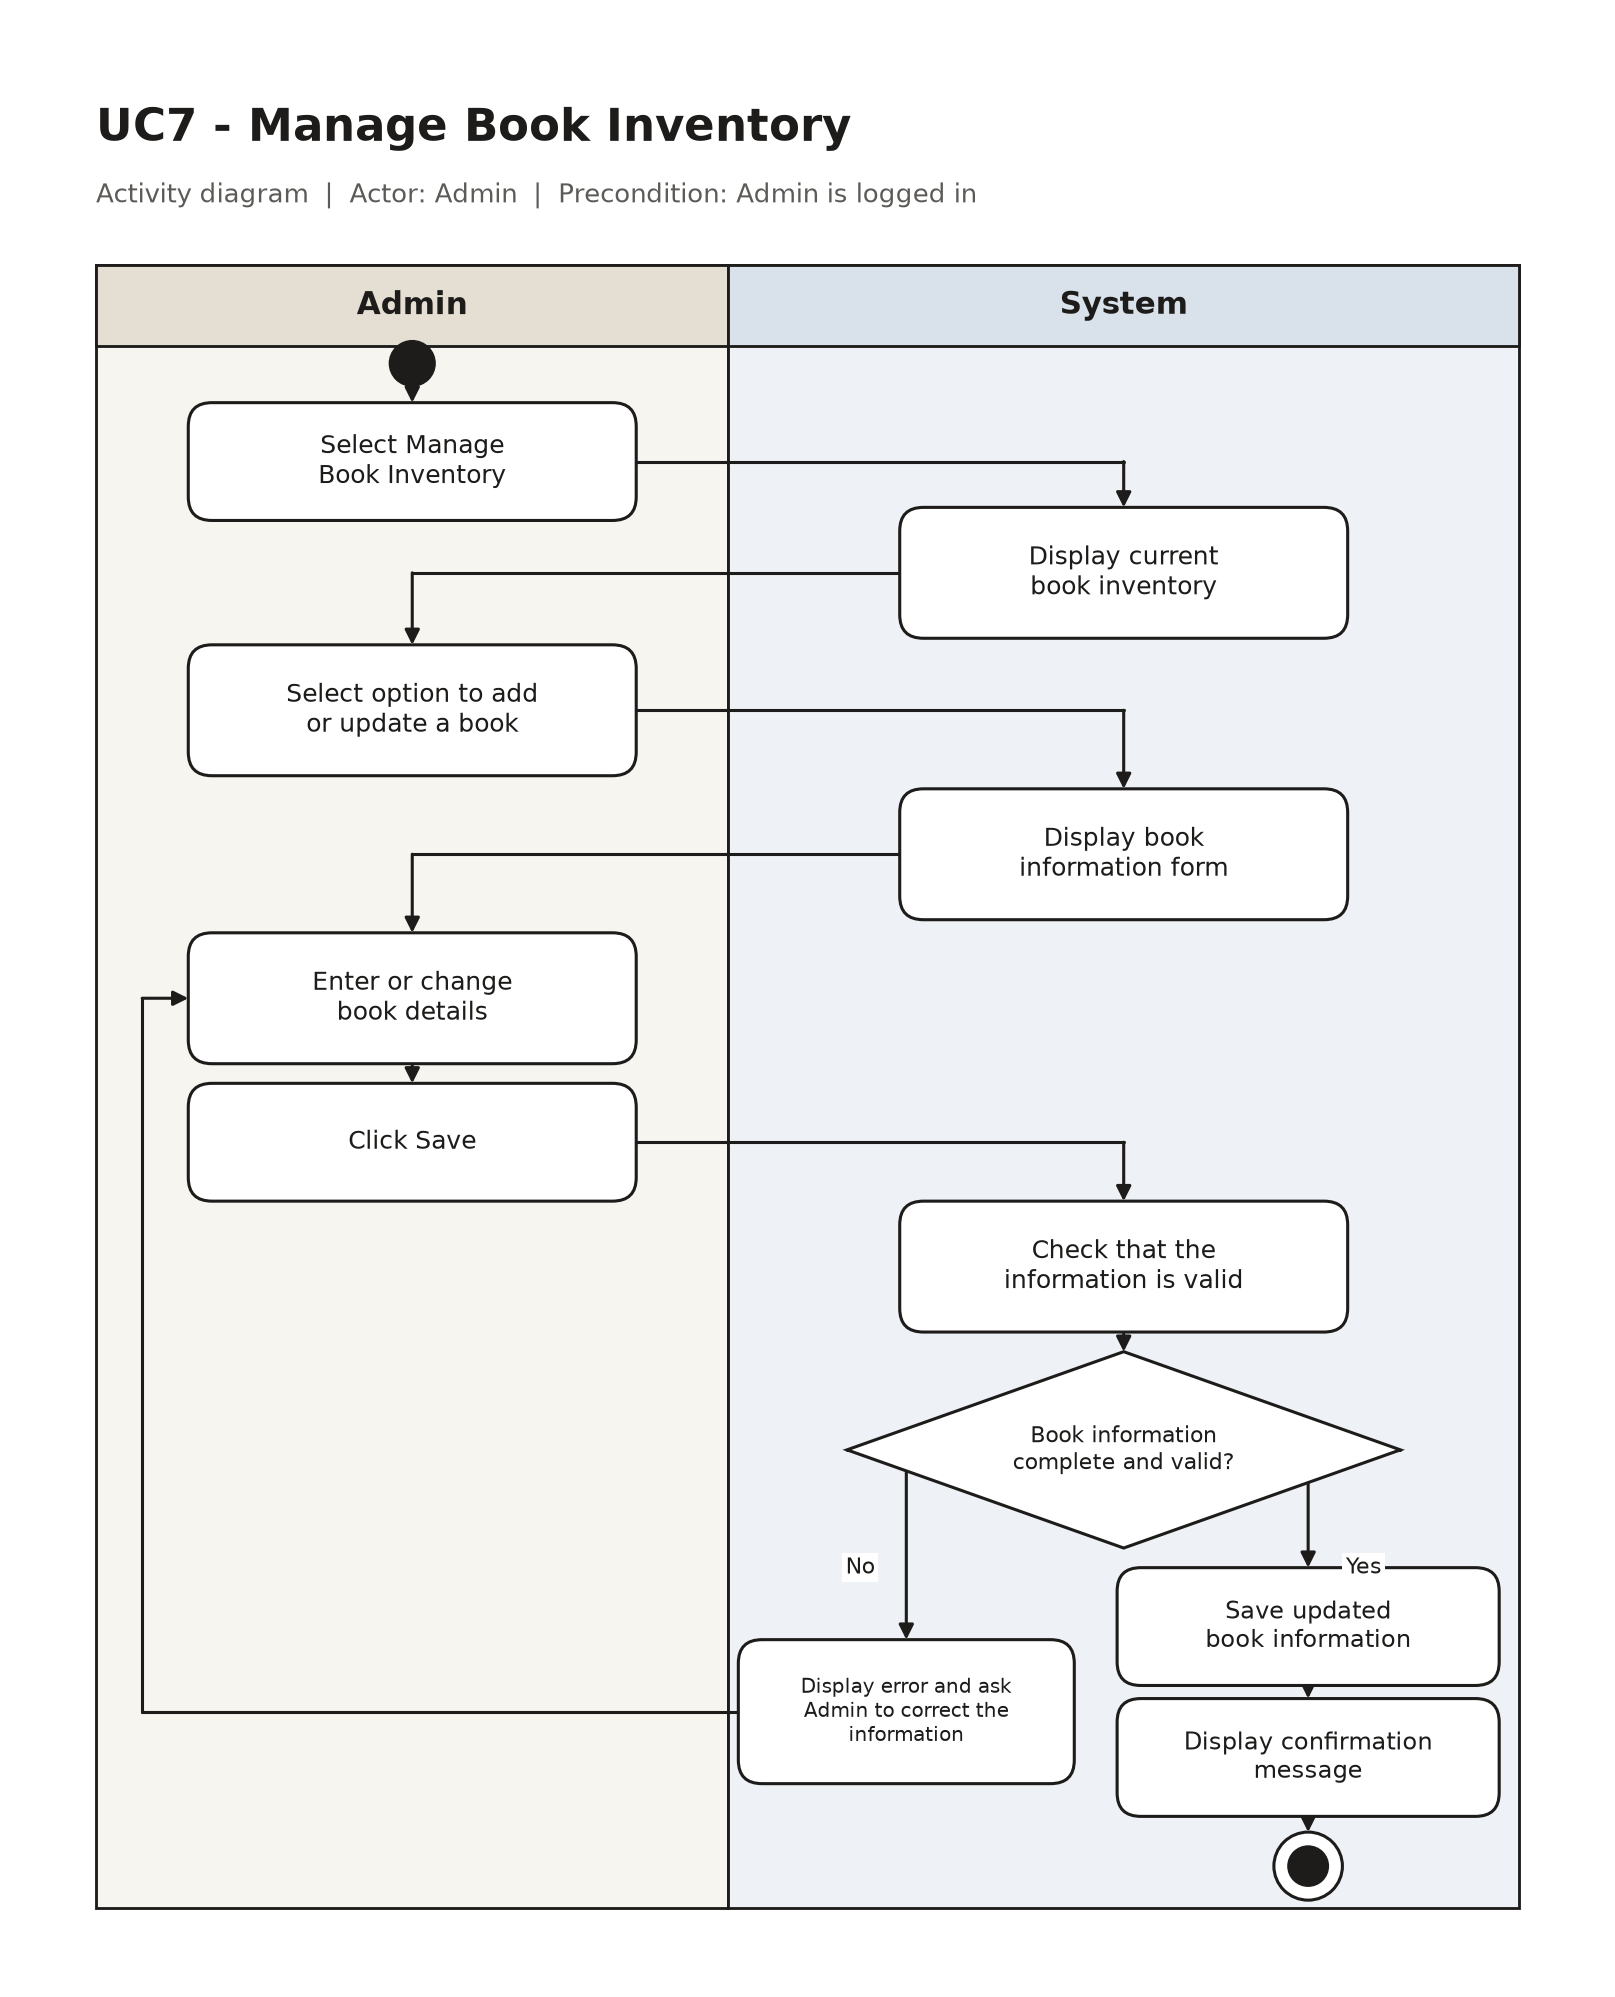 UC7 - Manage Book Inventory
Activity diagram | Actor: Admin | Precondition: Admin is logged in
Admin
System
Select Manage
Book Inventory
Display current
book inventory
Select option to add
or update a book
Display book
information form
Enter or change
book details
Click Save
Check that the
information is valid
Book information
complete and valid?
No
Yes
Save updated
book information
Display error and ask
Admin to correct the
information
Display confirmation
message